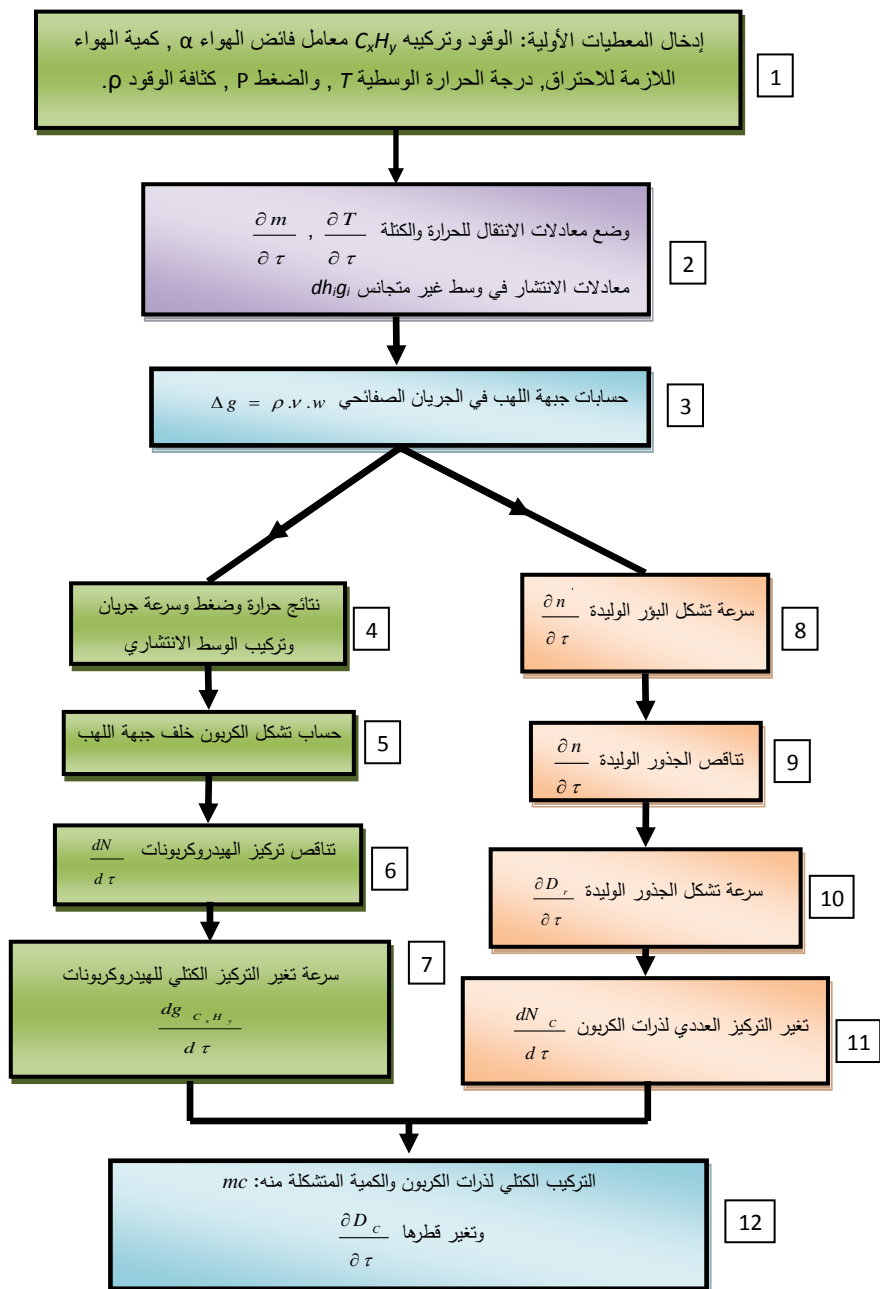 إدخال المعطيات الأولية: الوقود وتركيبه CxHy معامل فائض الهواء α , كمية الهواء
اللازمة للاحتراق, درجة الحرارة الوسطية T , والضغط P , كثافة الوقود ρ.
1
وضع معادلات الانتقال للحرارة والكتلة ∂T/∂τ , ∂m/∂τ
معادلات الانتشار في وسط غير متجانس dhᵢgᵢ
2
حسابات جبهة اللهب في الجريان الصفائحي Δg = ρ.ν.w
3
نتائج حرارة وضغط وسرعة جريان
وتركيب الوسط الانتشاري
4
حساب تشكل الكربون خلف جبهة اللهب
5
تناقص تركيز الهيدروكربونات dN/dτ
6
سرعة تغير التركيز الكتلي للهيدروكربونات
dg CxHy/dτ
7
سرعة تشكل البؤر الوليدة ∂n'/∂τ
8
تناقص الجذور الوليدة ∂n/∂τ
9
سرعة تشكل الجذور الوليدة ∂Dr/∂τ
10
تغير التركيز العددي لذرات الكربون dNC/dτ
11
التركيب الكتلي لذرات الكربون والكمية المتشكلة منه: mc
وتغير قطرها ∂DC/∂τ
12